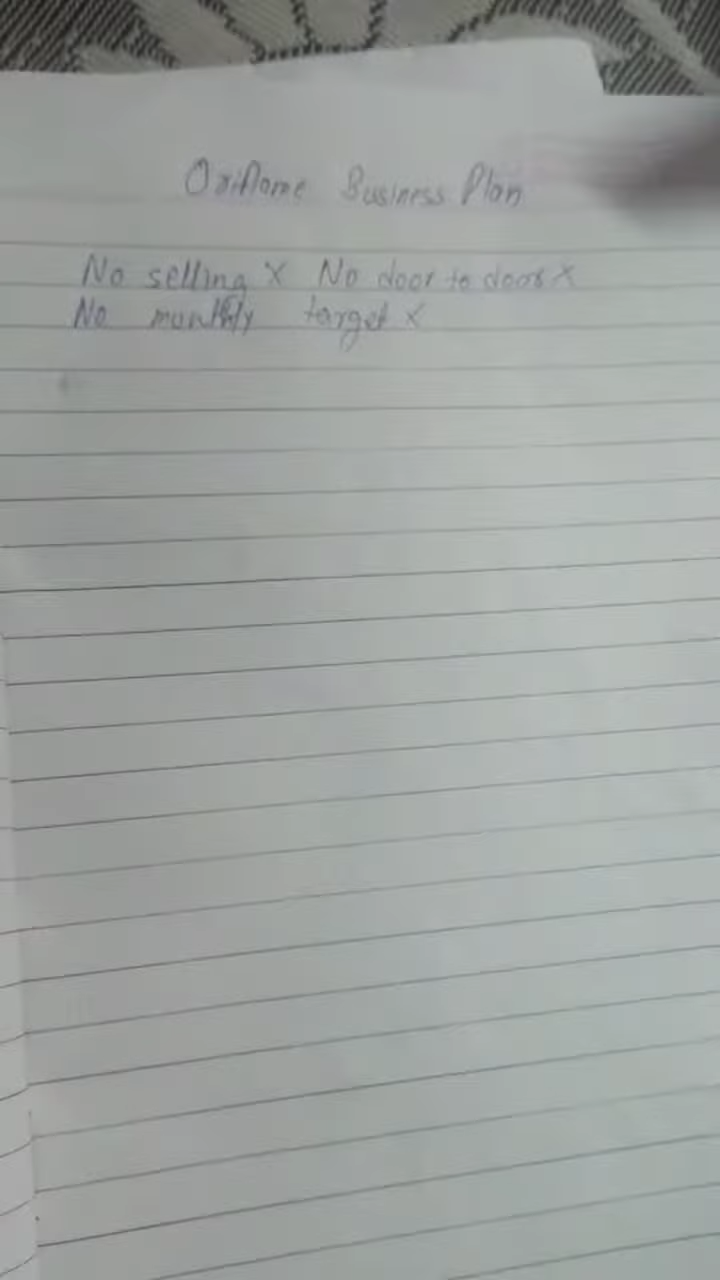 Oriflame Business Plan
No selling X No door to door X
No monthly target X